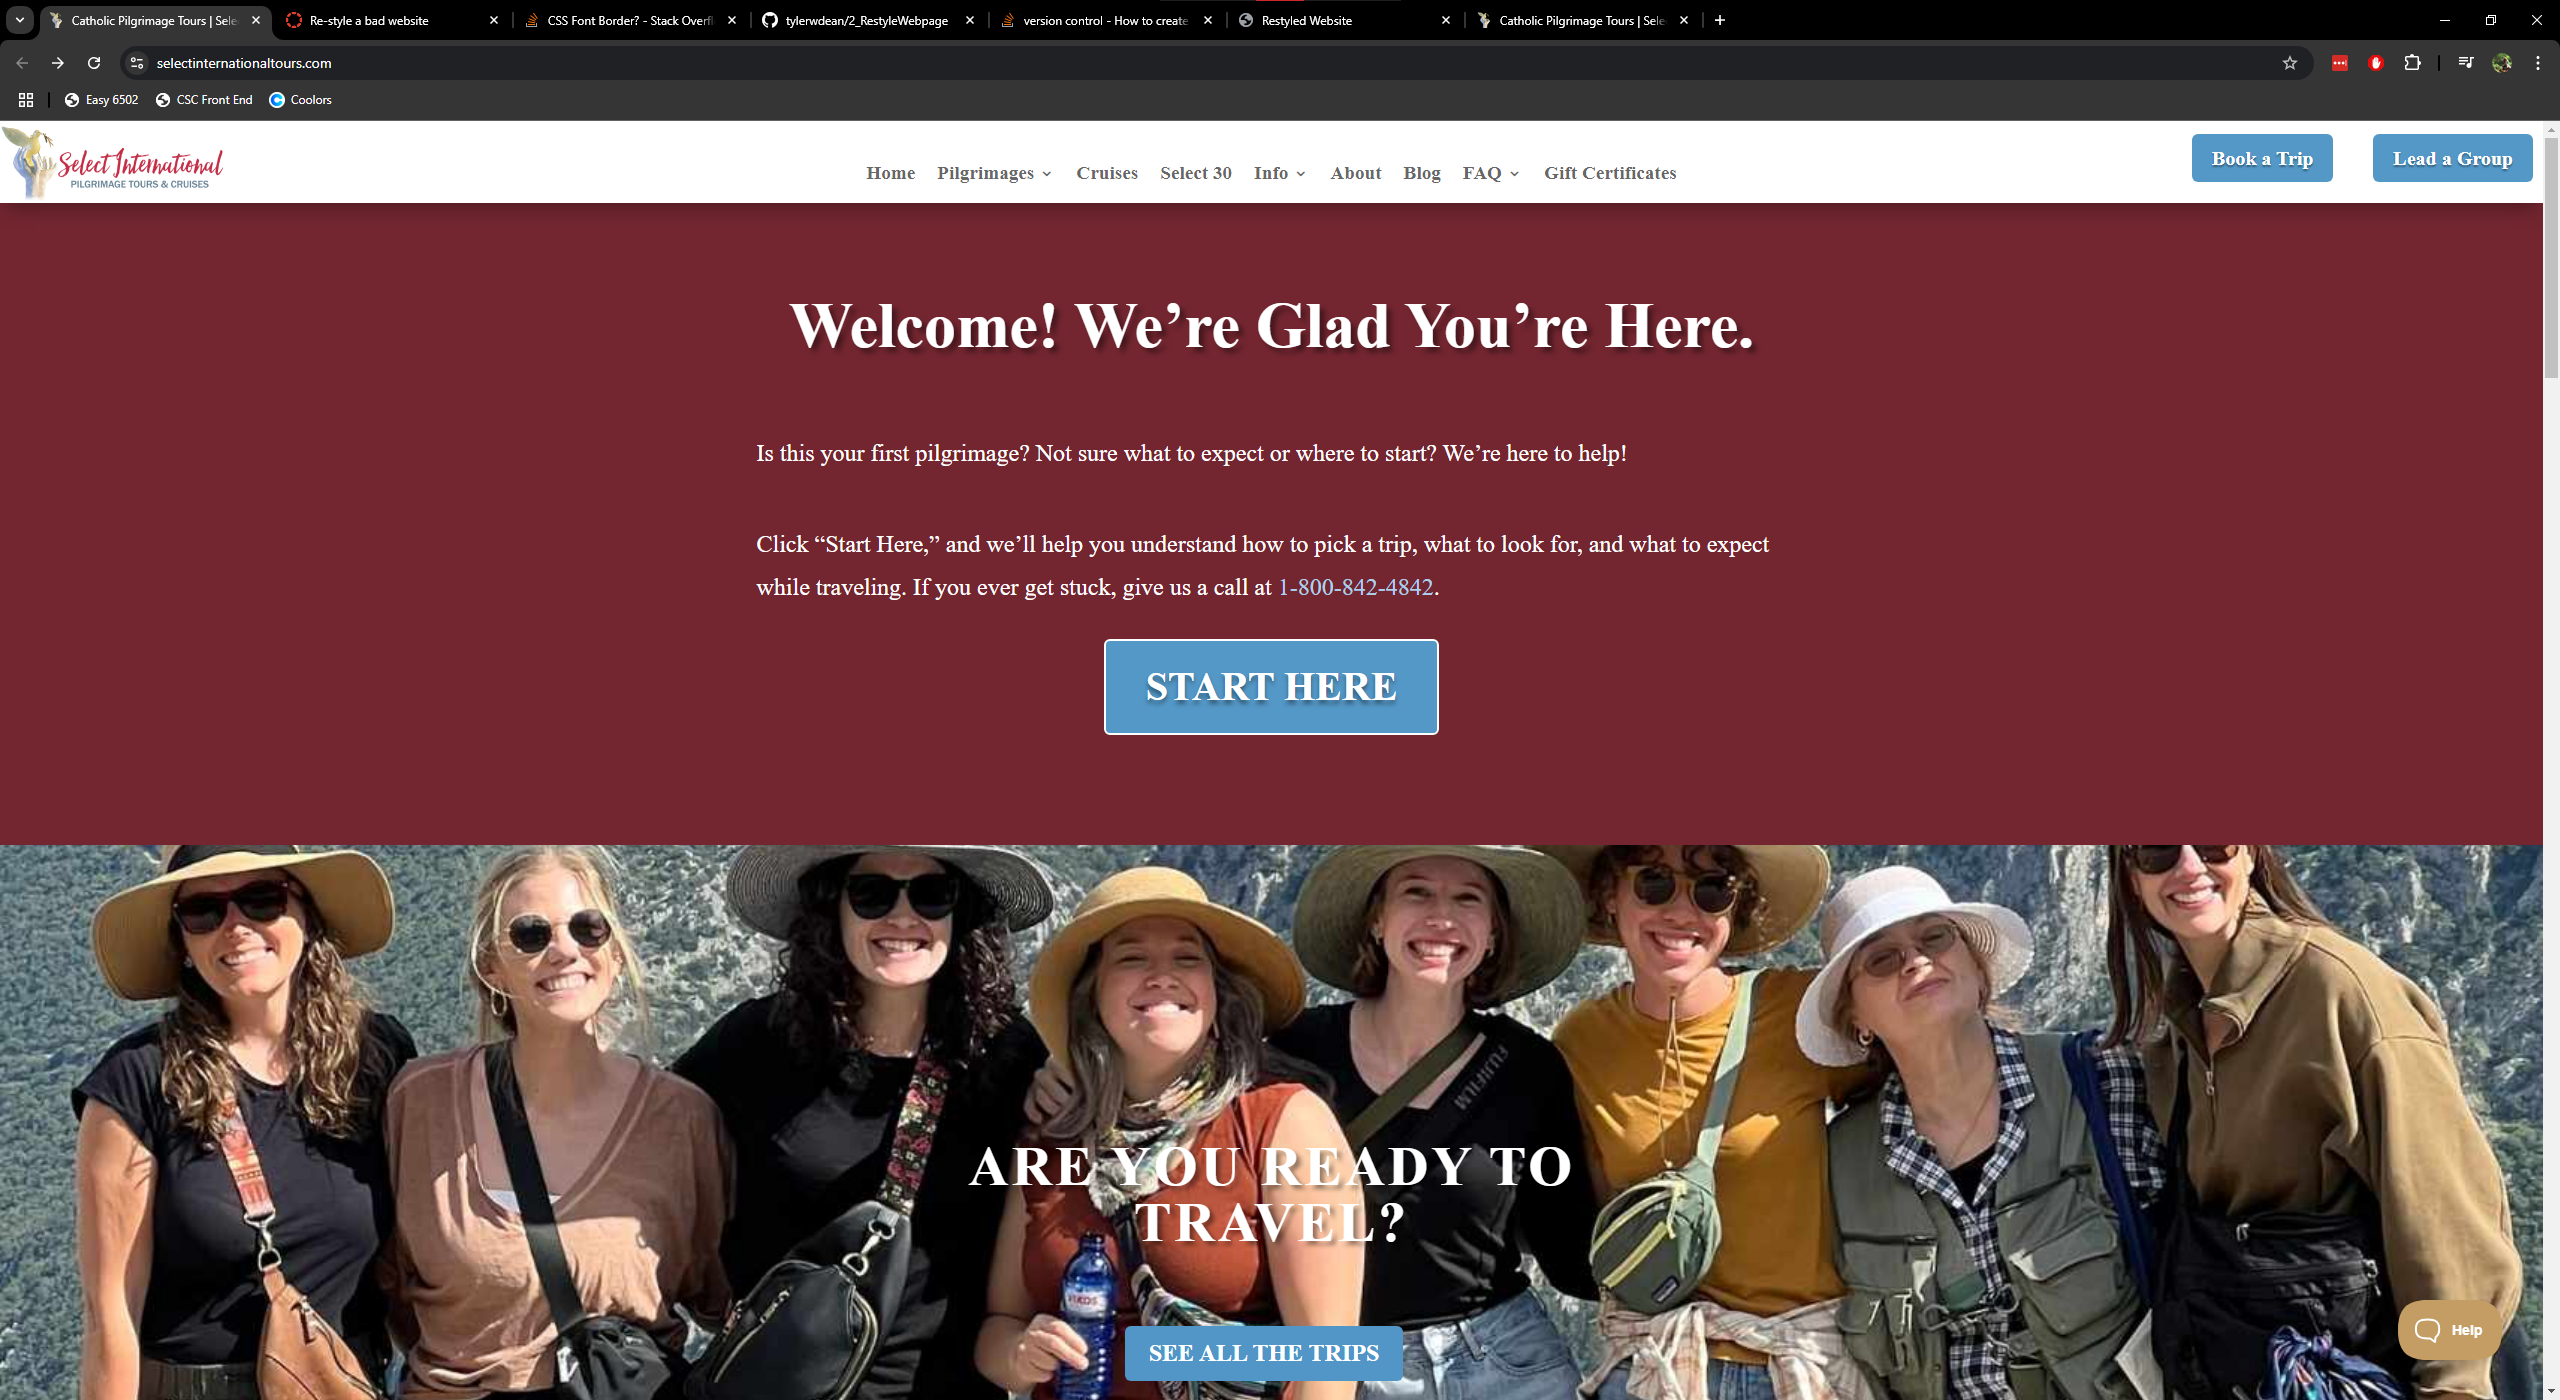 Catholic Pilgrimage Tours | Sele
Re-style a bad website
CSS Font Border? - Stack Overfl
tylerwdean/2_RestyleWebpage
version control - How to create
Restyled Website
Catholic Pilgrimage Tours | Sele
selectinternationaltours.com
Easy 6502
CSC Front End
Coolors
Select International
PILGRIMAGE TOURS & CRUISES
Home
Pilgrimages
Cruises
Select 30
Info
About
Blog
FAQ
Gift Certificates
Book a Trip
Lead a Group
Welcome! We’re Glad You’re Here.
Is this your first pilgrimage? Not sure what to expect or where to start? We’re here to help!
Click “Start Here,” and we’ll help you understand how to pick a trip, what to look for, and what to expect
while traveling. If you ever get stuck, give us a call at 1-800-842-4842.
START HERE
FUJIFILM
ARE YOU READY TO
TRAVEL?
SEE ALL THE TRIPS
Help